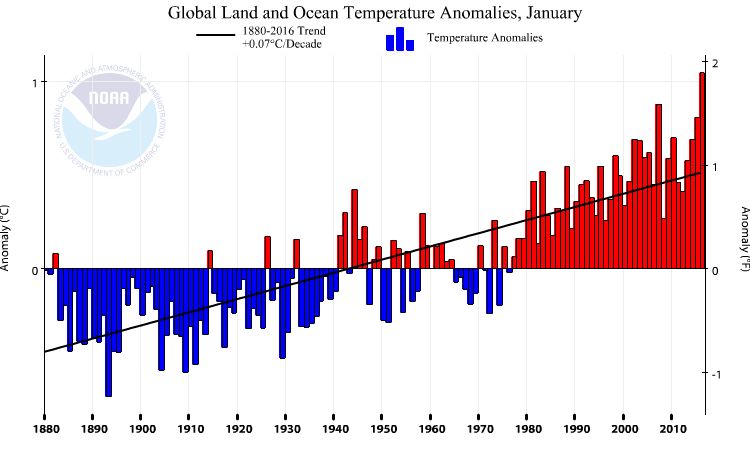 Global Land and Ocean Temperature Anomalies, January
1880-2016 Trend
+0.07°C/Decade
Temperature Anomalies
NATIONAL OCEANIC AND ATMOSPHERIC ADMINISTRATION
NOAA
U.S. DEPARTMENT OF COMMERCE
Anomaly (°C)
1
0
Anomaly (°F)
2
1
0
-1
1880 1890 1900 1910 1920 1930 1940 1950 1960 1970 1980 1990 2000 2010